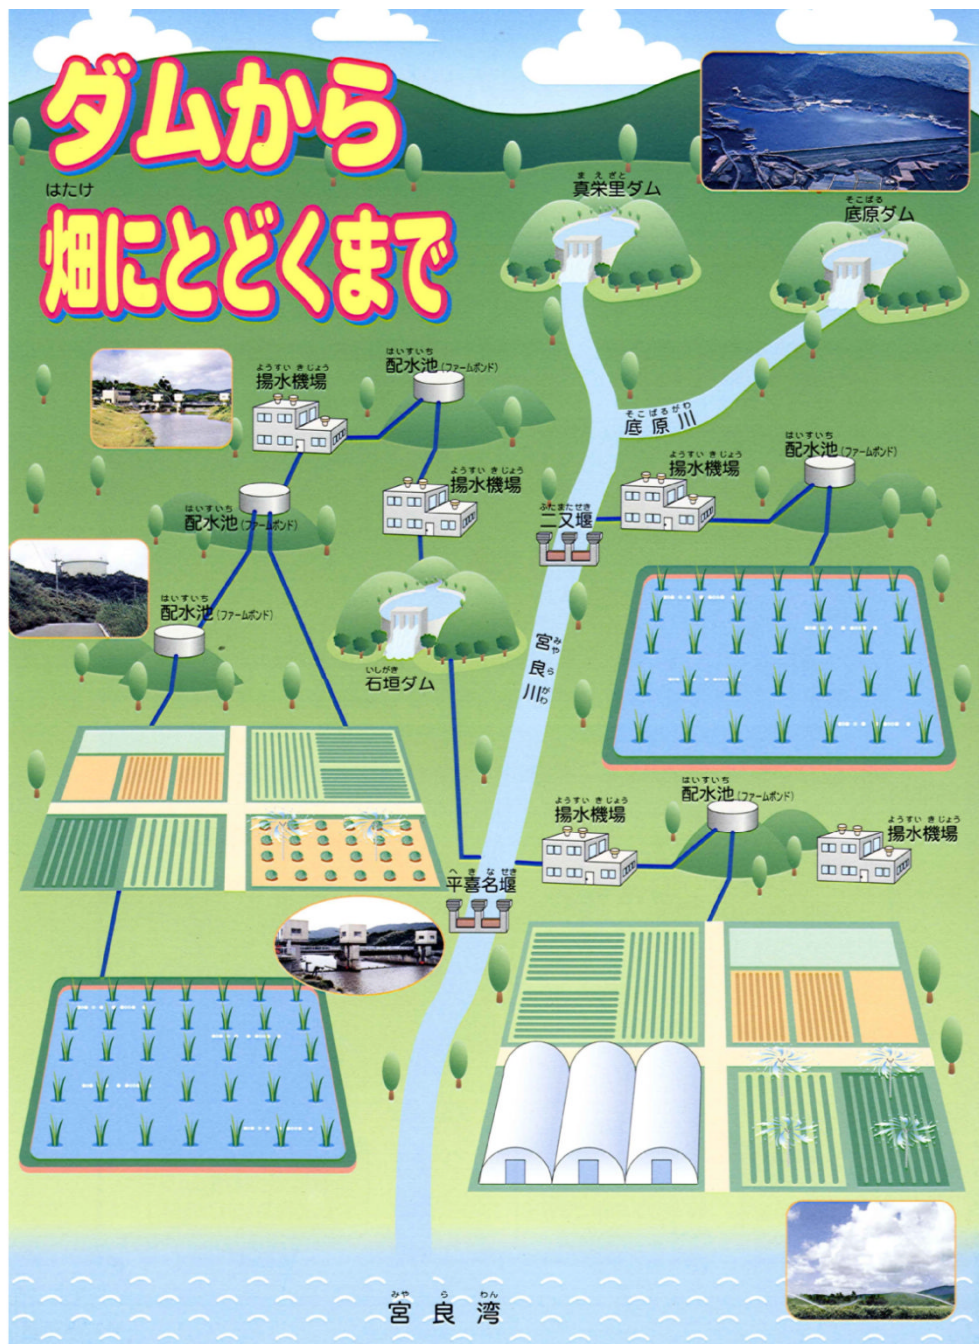 ダムから
はたけ
畑にとどくまで
まえざと
真栄里ダム
そこばる
底原ダム
はいすいち
配水池(ファームポンド)
ようすいきじょう
揚水機場
そこばるがわ
底原川
はいすいち
配水池(ファームポンド)
ようすいきじょう
揚水機場
ようすいきじょう
揚水機場
はいすいち
配水池(ファームポンド)
ふたまたぜき
二又堰
はいすいち
配水池(ファームポンド)
みやらがわ
宮良川
いしがき
石垣ダム
はいすいち
配水池(ファームポンド)
ようすいきじょう
揚水機場
ようすいきじょう
揚水機場
へきなぜき
平喜名堰
みやらわん
宮良湾